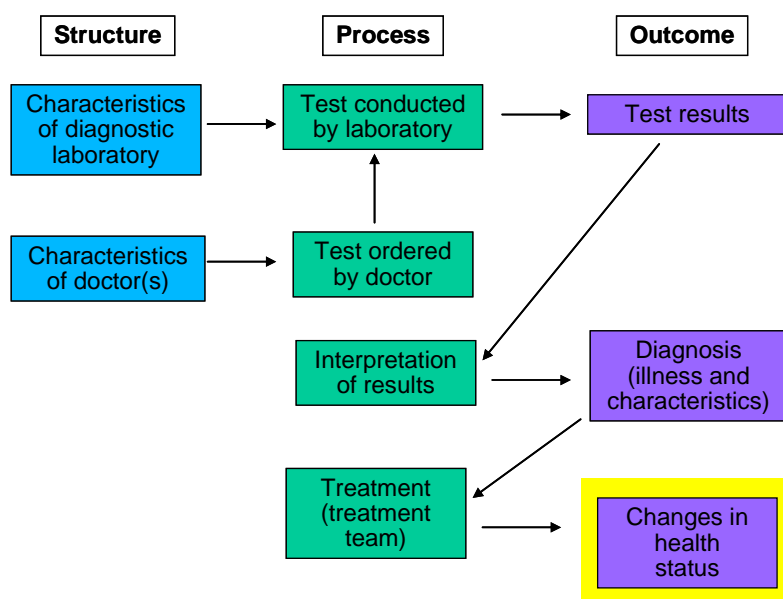 Structure
Process
Outcome
Characteristics
of diagnostic
laboratory
Test conducted
by laboratory
Test results
Characteristics
of doctor(s)
Test ordered
by doctor
Interpretation
of results
Diagnosis
(illness and
characteristics)
Treatment
(treatment
team)
Changes in
health
status